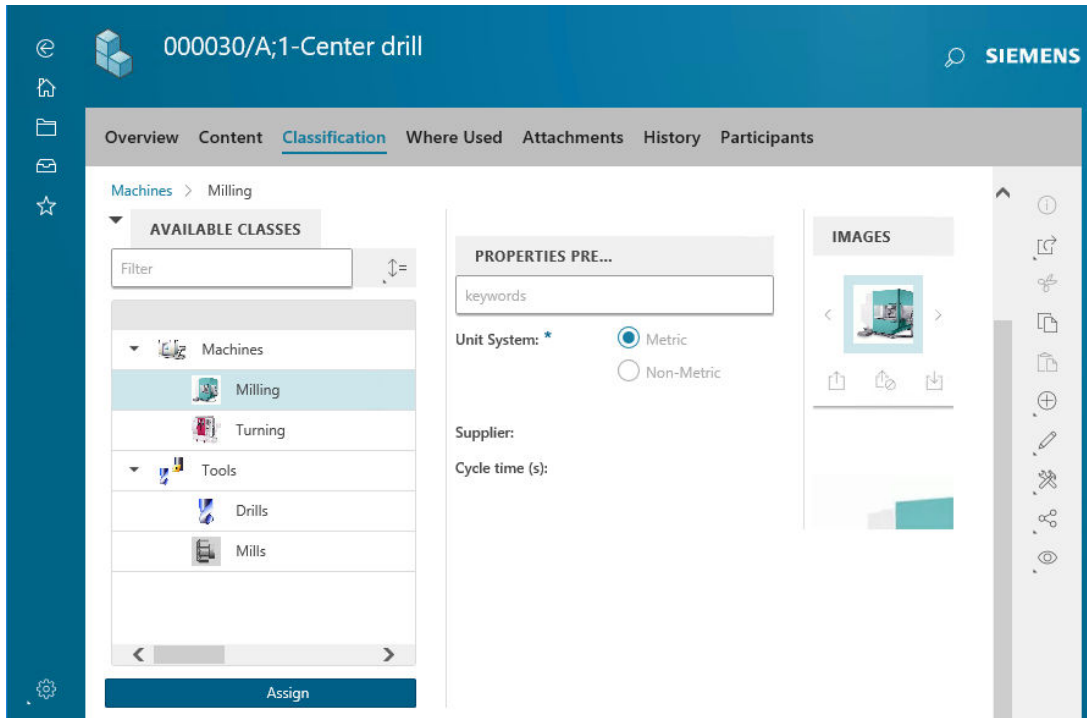 000030/A;1-Center drill
SIEMENS
Overview Content Classification Where Used Attachments History Participants
Machines > Milling
AVAILABLE CLASSES
Filter
Machines
Milling
Turning
Tools
Drills
Mills
Assign
PROPERTIES PRE...
keywords
Unit System: * Metric
Non-Metric
Supplier:
Cycle time (s):
IMAGES